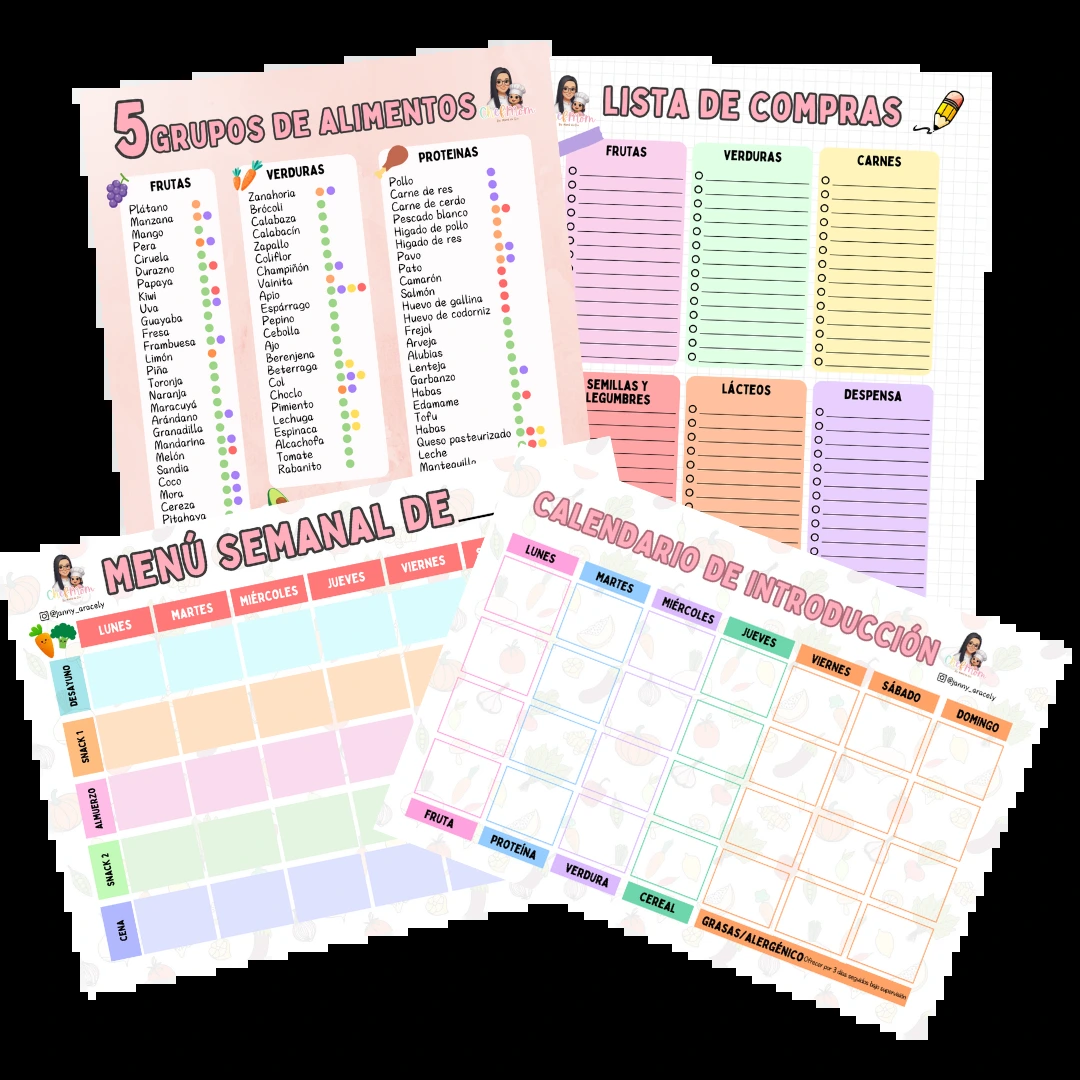 5 GRUPOS DE ALIMENTOS
Chef Mom
FRUTAS
Plátano
Manzana
Mango
Pera
Ciruela
Durazno
Papaya
Kiwi
Uva
Guayaba
Fresa
Frambuesa
Limón
Piña
Toronja
Naranja
Maracuyá
Arándano
Granadilla
Mandarina
Melón
Sandía
Coco
Mora
Cereza
Pitahaya
VERDURAS
Zanahoria
Brócoli
Calabaza
Calabacín
Zapallo
Coliflor
Champiñón
Vainita
Apio
Espárrago
Pepino
Cebolla
Ajo
Berenjena
Beterraga
Col
Choclo
Pimiento
Lechuga
Espinaca
Alcachofa
Tomate
Rabanito
PROTEINAS
Pollo
Carne de res
Carne de cerdo
Pescado blanco
Higado de pollo
Higado de res
Pavo
Pato
Camarón
Salmón
Huevo de gallina
Huevo de codorniz
Frejol
Arveja
Alubias
Lenteja
Garbanzo
Habas
Edamame
Tofu
Habas
Queso pasteurizado
Leche
Mantequilla
LISTA DE COMPRAS
FRUTAS
VERDURAS
CARNES
SEMILLAS Y
LEGUMBRES
LÁCTEOS
DESPENSA
MENÚ SEMANAL DE
@janny_aracely
LUNES
MARTES
MIÉRCOLES
JUEVES
VIERNES
S
DESAYUNO
SNACK 1
ALMUERZO
SNACK 2
CENA
CALENDARIO DE INTRODUCCIÓN
@janny_aracely
LUNES
MARTES
MIÉRCOLES
JUEVES
VIERNES
SÁBADO
DOMINGO
FRUTA
PROTEÍNA
VERDURA
CEREAL
GRASAS/ALERGÉNICO Ofrecer por 3 días seguidos bajo supervisión